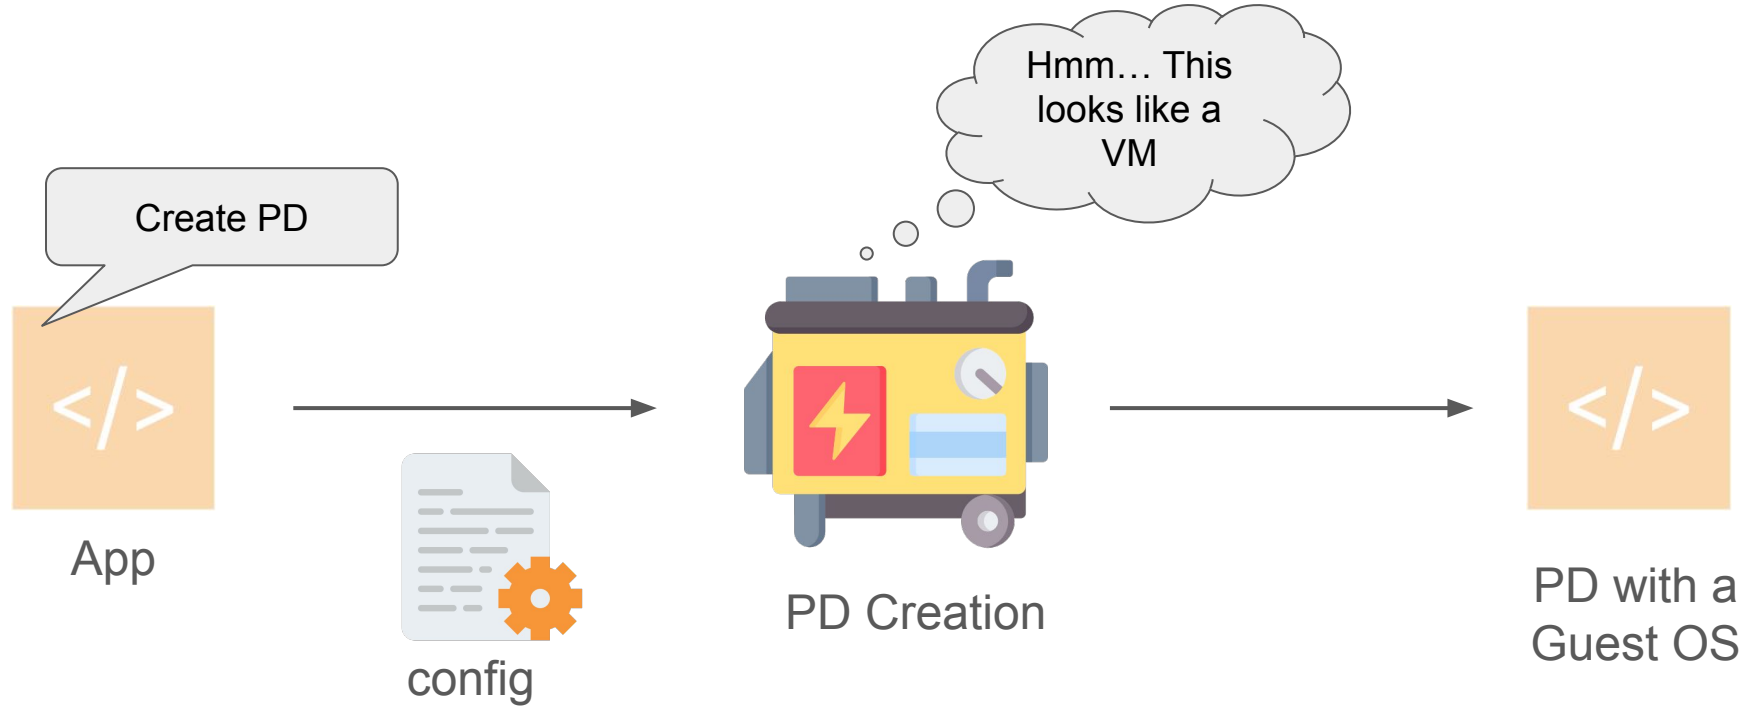 Hmm… This
looks like a
VM
Create PD
</>
</>
App
config
PD Creation
PD with a
Guest OS